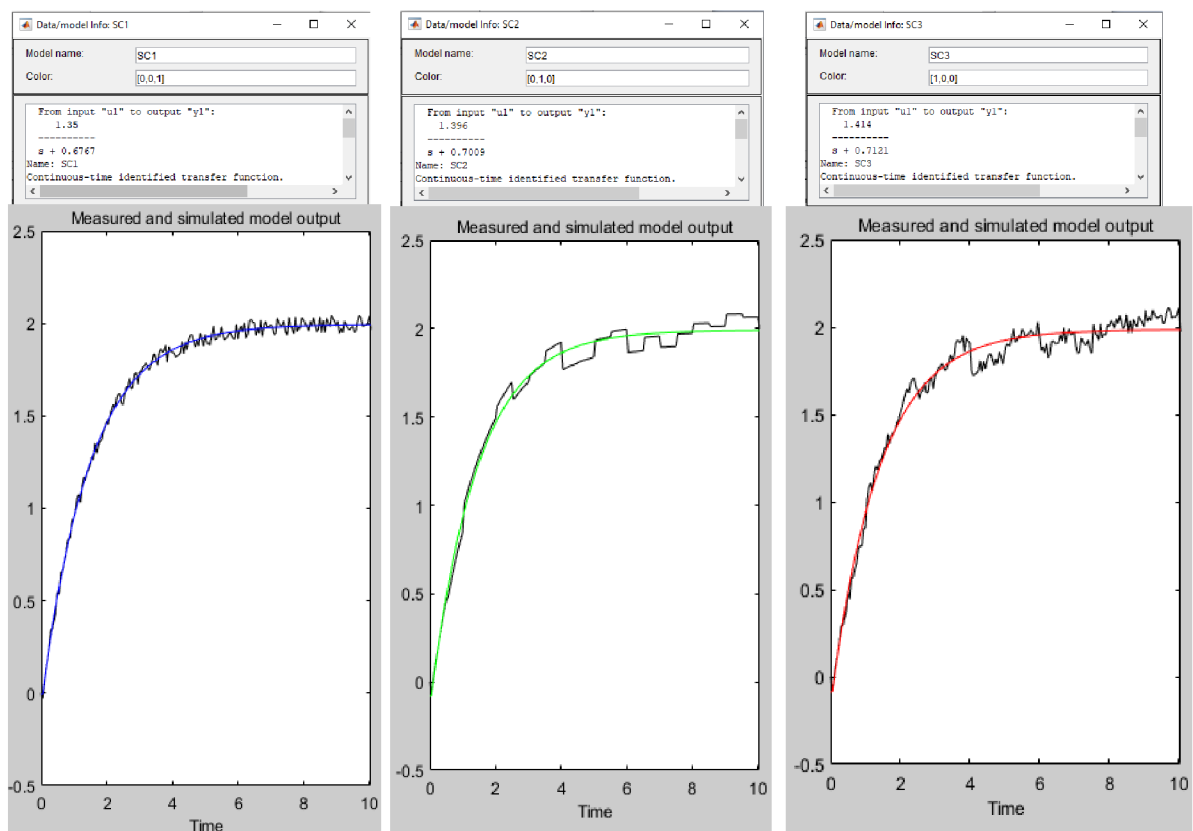 Data/model Info: SC1
Model name:
SC1
Color:
[0,0,1]
From input "u1" to output "y1":
1.35
----------
s + 0.6767
Name: SC1
Continuous-time identified transfer function.
Measured and simulated model output
2.5
2
1.5
1
0.5
0
-0.5
0 2 4 6 8 10
Time
Data/model Info: SC2
Model name:
SC2
Color:
[0,1,0]
From input "u1" to output "y1":
1.396
----------
s + 0.7009
Name: SC2
Continuous-time identified transfer function.
Measured and simulated model output
2.5
2
1.5
1
0.5
0
-0.5
0 2 4 6 8 10
Time
Data/model Info: SC3
Model name:
SC3
Color:
[1,0,0]
From input "u1" to output "y1":
1.414
----------
s + 0.7121
Name: SC3
Continuous-time identified transfer function.
Measured and simulated model output
2.5
2
1.5
1
0.5
0
-0.5
0 2 4 6 8 10
Time